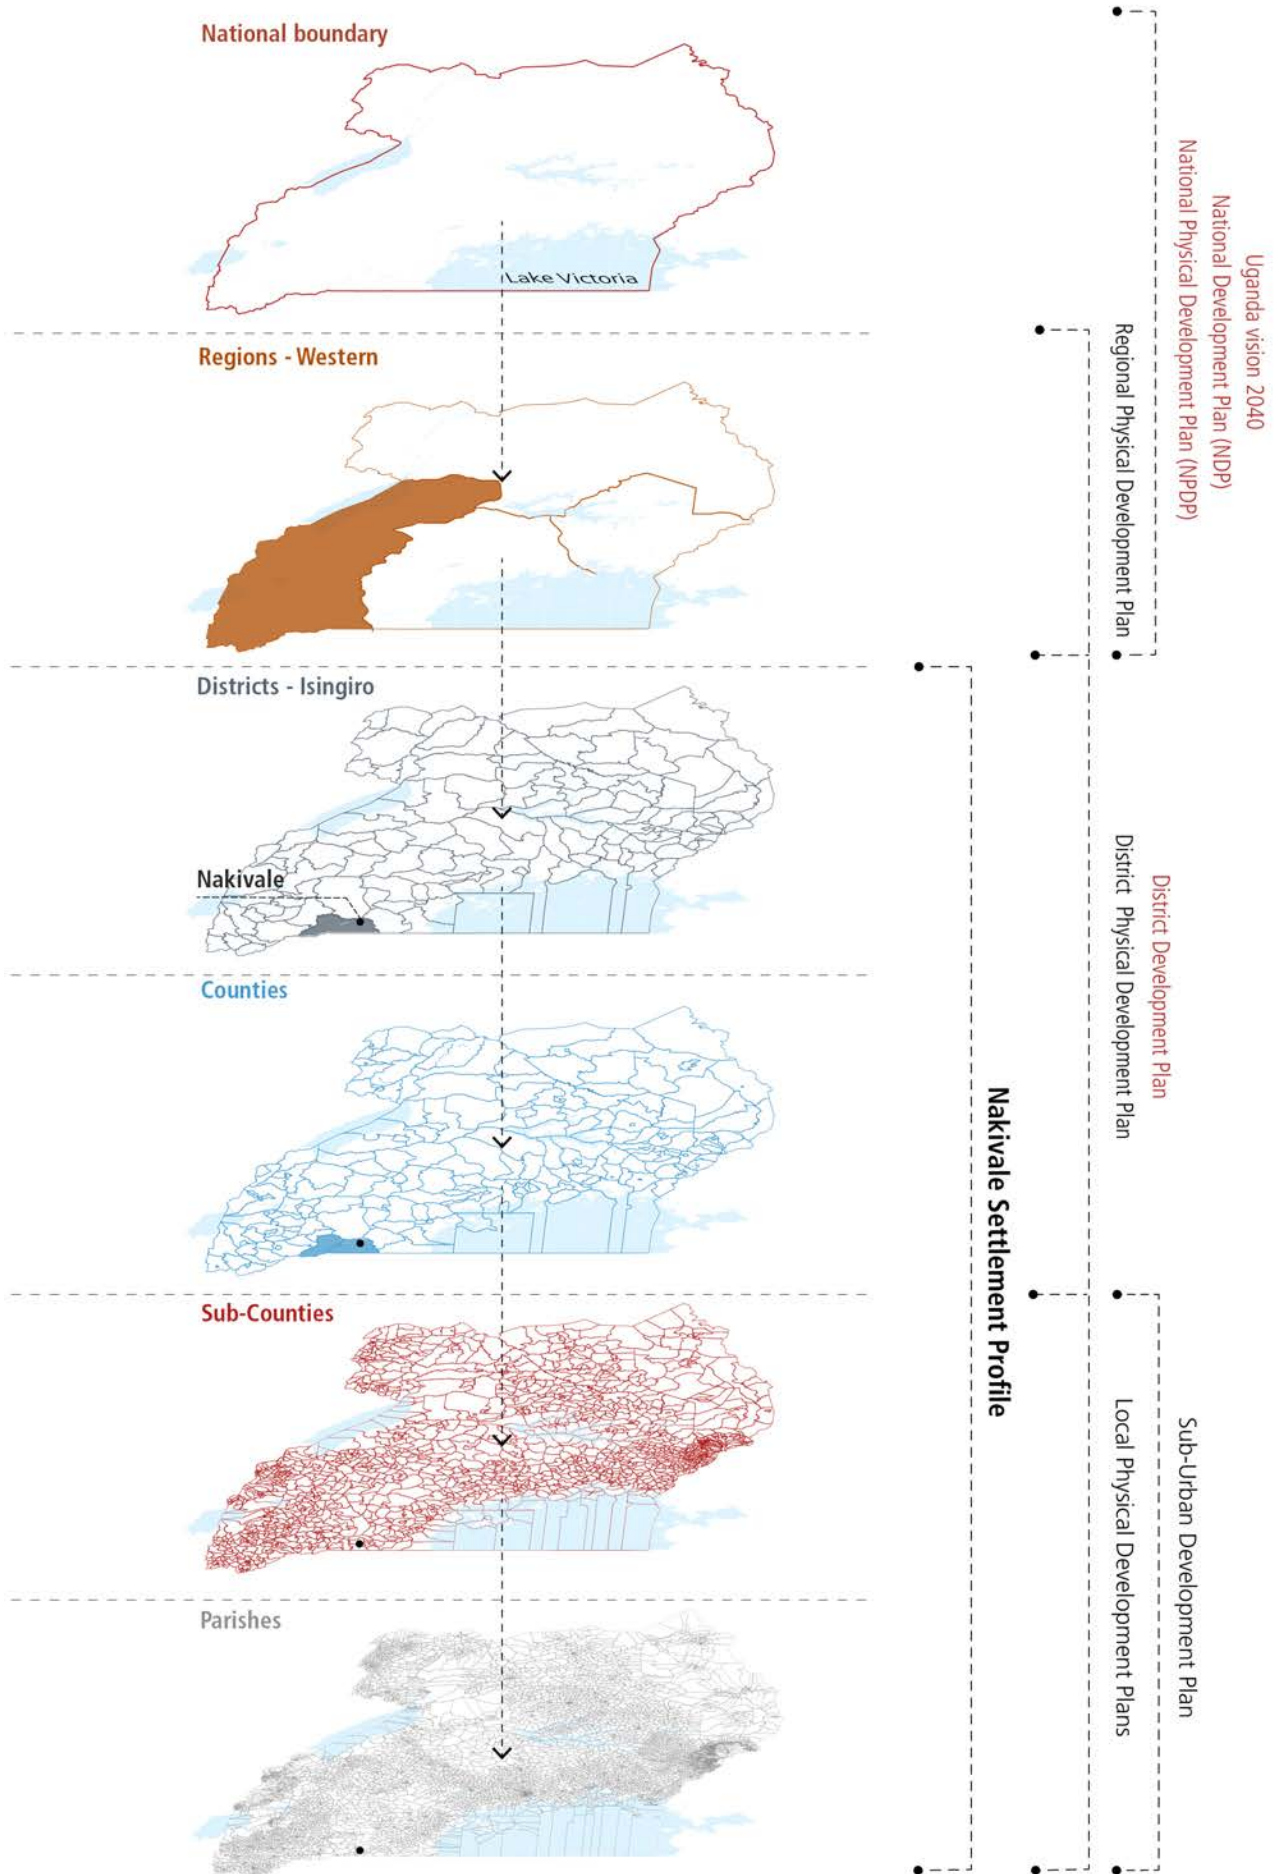 National boundary
Lake Victoria
Regions - Western
Districts - Isingiro
Nakivale
Counties
Sub-Counties
Parishes
Uganda vision 2040
National Development Plan (NDP)
National Physical Development Plan (NPDP)
Regional Physical Development Plan
District Development Plan
District Physical Development Plan
Nakivale Settlement Profile
Sub-Urban Development Plan
Local Physical Development Plans